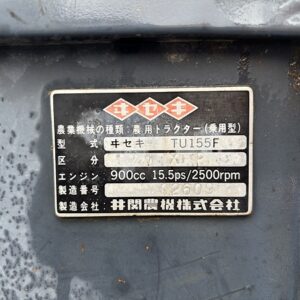 ヰセキ
農業機械の種類:農用トラクター(乗用型)
型式 ヰセキ TU155F
区分
エンジン 900cc 15.5ps/2500rpm
製造番号
製造会社 井関農機株式会社